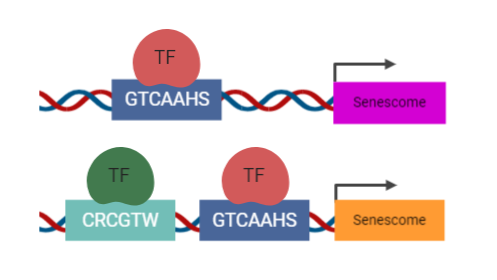 TF
GTCAAHS
Senescome
TF
TF
CRCGTW
GTCAAHS
Senescome